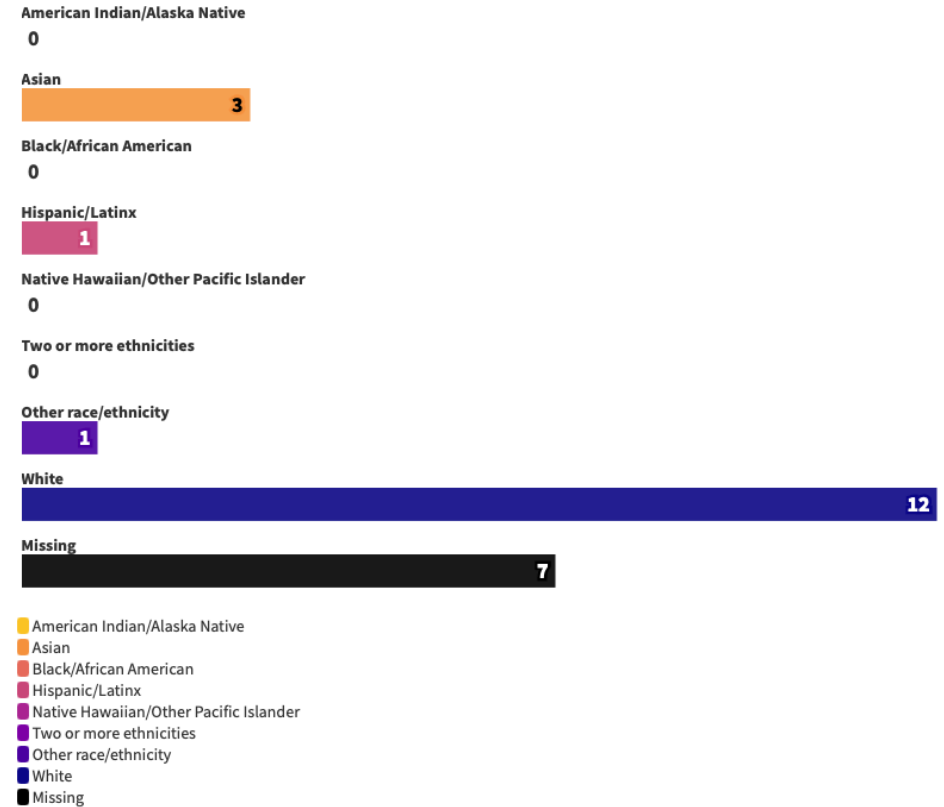 American Indian/Alaska Native
0
Asian
3
Black/African American
0
Hispanic/Latinx
1
Native Hawaiian/Other Pacific Islander
0
Two or more ethnicities
0
Other race/ethnicity
1
White
12
Missing
7
American Indian/Alaska Native
Asian
Black/African American
Hispanic/Latinx
Native Hawaiian/Other Pacific Islander
Two or more ethnicities
Other race/ethnicity
White
Missing